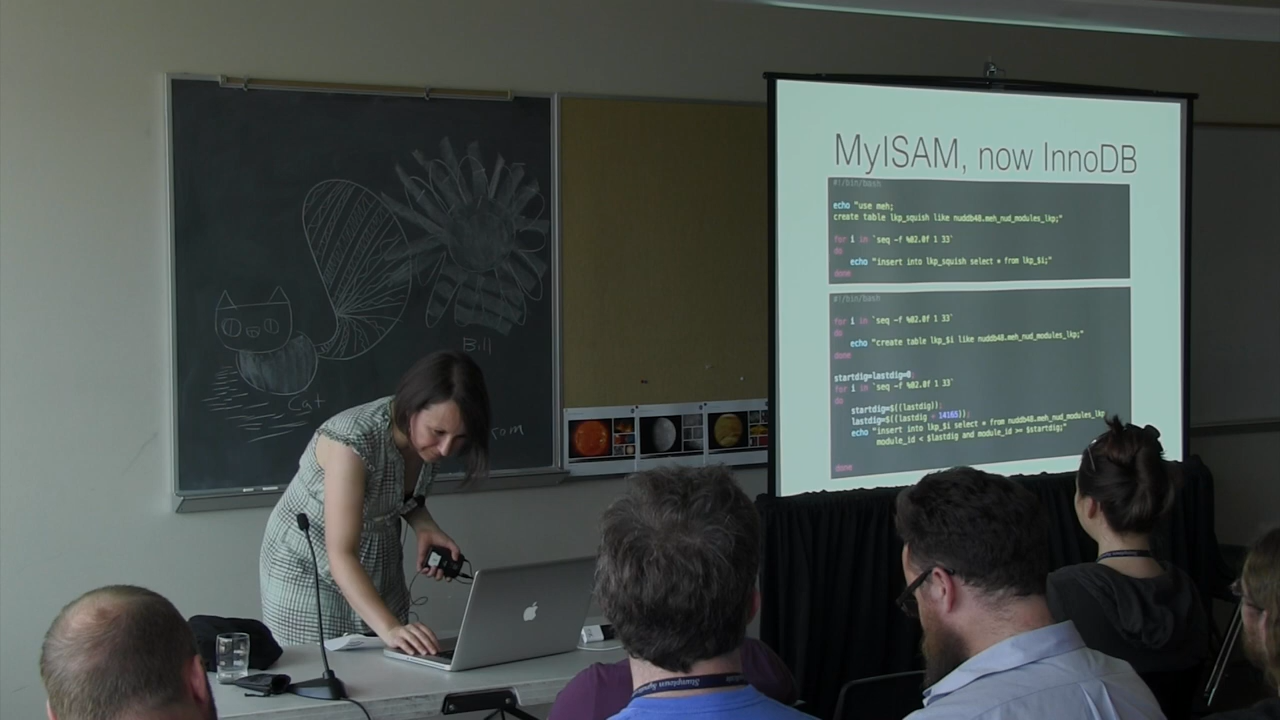 MyISAM, now InnoDB
#!/bin/bash
echo "use meh;
create table lkp_squish like nuddb48.meh_nud_modules_lkp;"
for i in `seq -f %02.0f 1 33`
do
echo "insert into lkp_squish select * from lkp_$i;"
done
#!/bin/bash
for i in `seq -f %02.0f 1 33`
do
echo "create table lkp_$i like nuddb48.meh_nud_modules_lkp;"
done
startdig=lastdig=0;
for i in `seq -f %02.0f 1 33`
do
startdig=$((lastdig));
lastdig=$((lastdig + 14165));
echo "insert into lkp_$i select * from nuddb48.meh_nud_modules_lkp
module_id < $lastdig and module_id >= $startdig;"
done
Bill
Cat